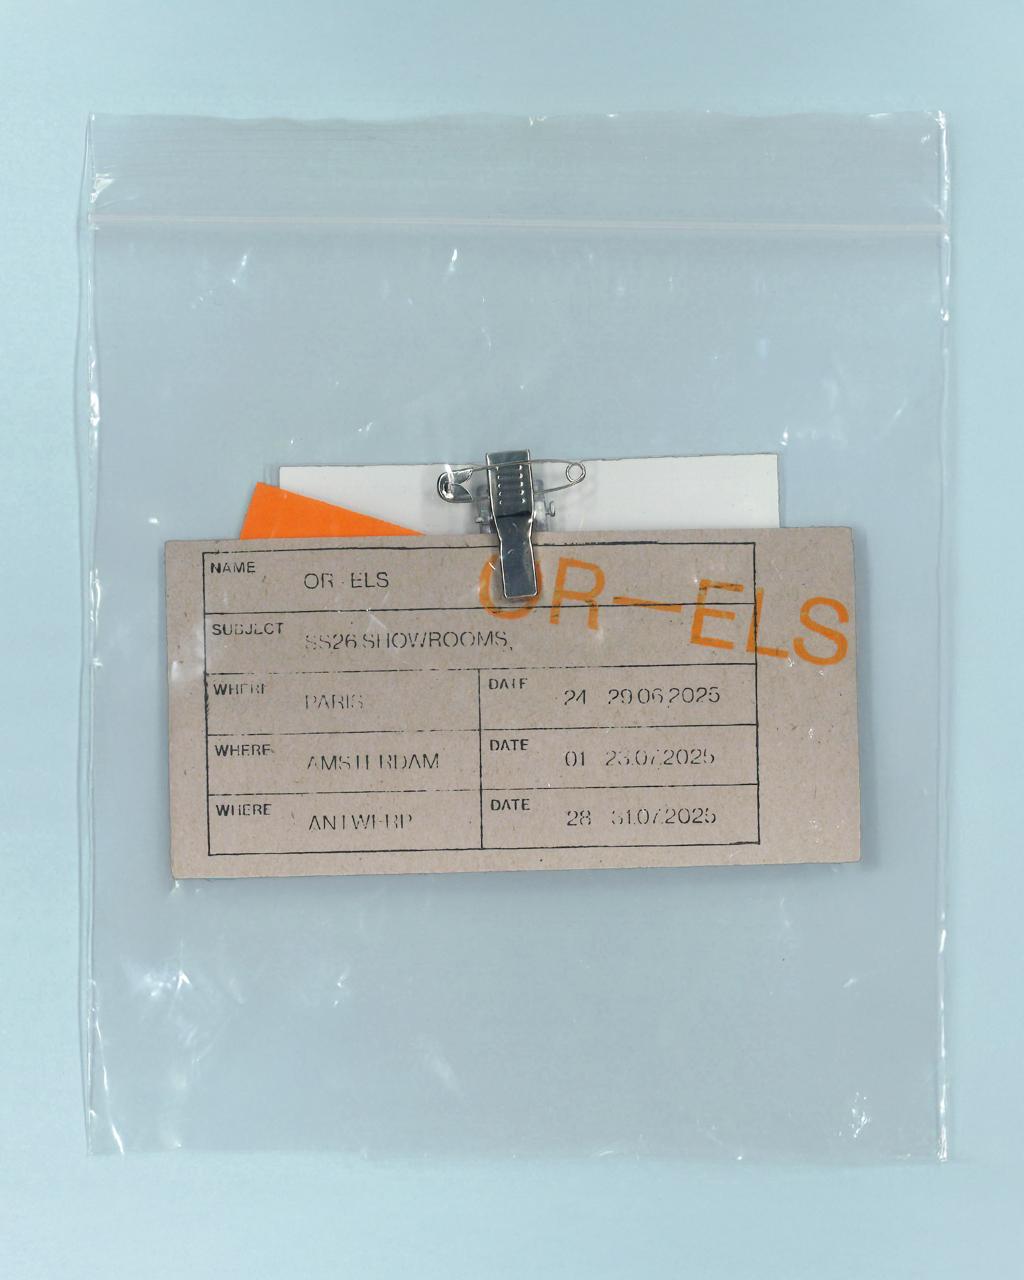 NAME OR-ELS
OR—ELS
SUBJECT SS26 SHOWROOMS,
WHERE PARIS DATE 24 29.06.2025
WHERE AMSTERDAM DATE 01 23.07.2025
WHERE ANTWERP DATE 28 31.07.2025